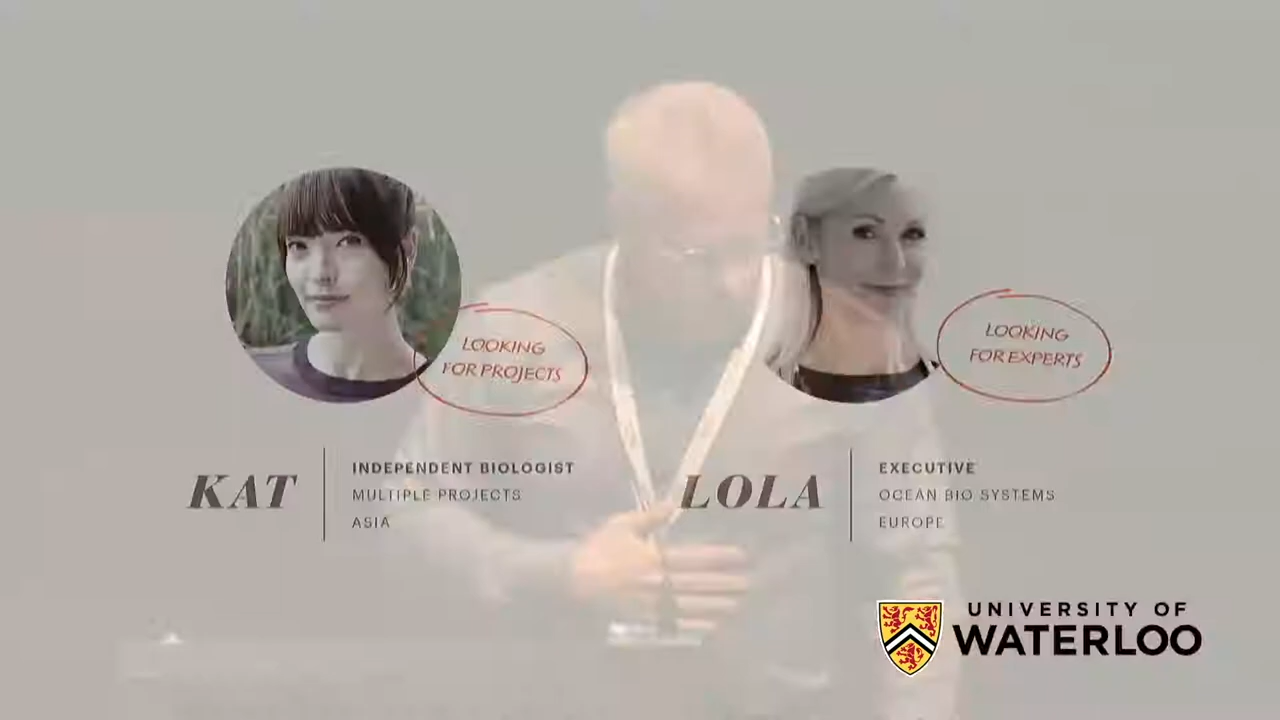 LOOKING
FOR PROJECTS
LOOKING
FOR EXPERTS
KAT
INDEPENDENT BIOLOGIST
MULTIPLE PROJECTS
ASIA
LOLA
EXECUTIVE
OCEAN BIO SYSTEMS
EUROPE
UNIVERSITY OF
WATERLOO